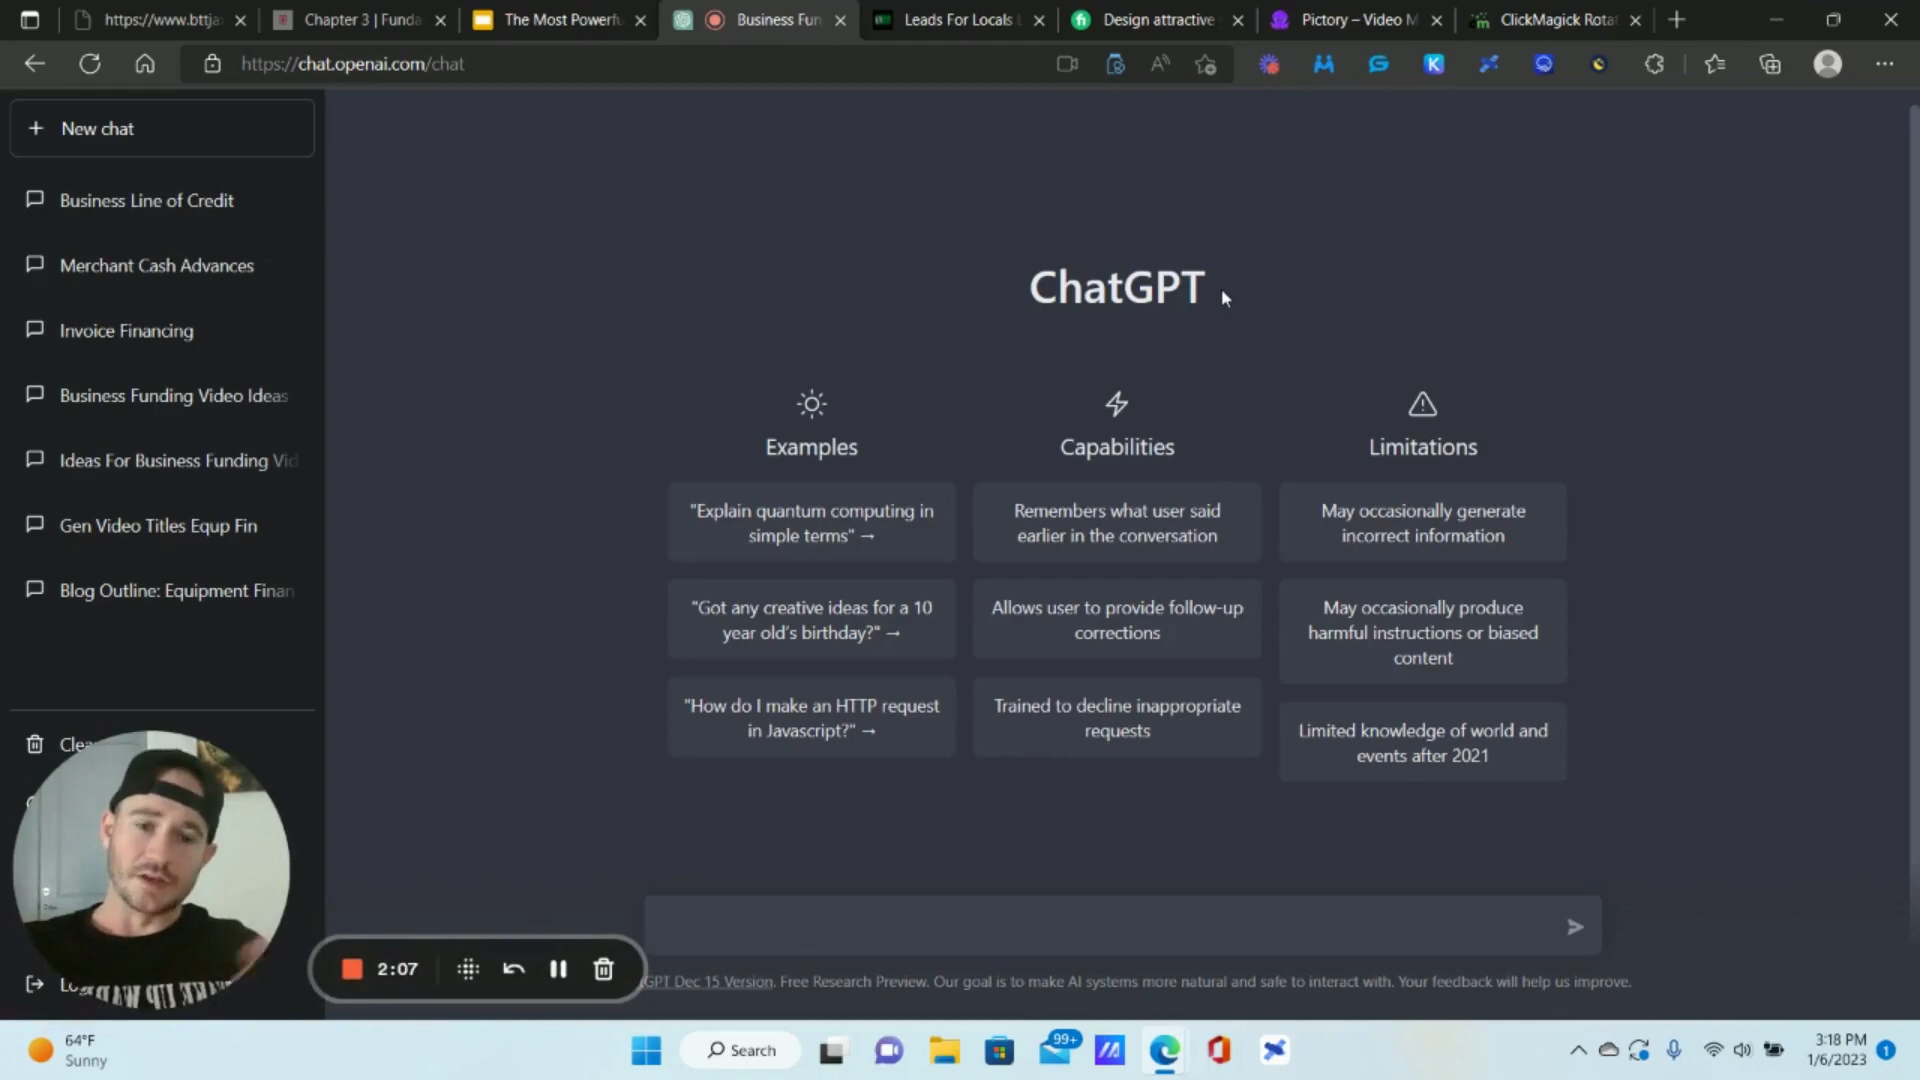 https://www.bttja
Chapter 3 | Funda
The Most Powerfu
Business Fun
Leads For Locals
Design attractive
Pictory – Video M
ClickMagick Rotat
https://chat.openai.com/chat
New chat
Business Line of Credit
Merchant Cash Advances
Invoice Financing
Business Funding Video Ideas
Ideas For Business Funding Vid
Gen Video Titles Equp Fin
Blog Outline: Equipment Finan
Clea
ChatGPT
Examples
Capabilities
Limitations
"Explain quantum computing in
simple terms" →
Remembers what user said
earlier in the conversation
May occasionally generate
incorrect information
"Got any creative ideas for a 10
year old's birthday?" →
Allows user to provide follow-up
corrections
May occasionally produce
harmful instructions or biased
content
"How do I make an HTTP request
in Javascript?" →
Trained to decline inappropriate
requests
Limited knowledge of world and
events after 2021
2:07
GPT Dec 15 Version. Free Research Preview. Our goal is to make AI systems more natural and safe to interact with. Your feedback will help us improve.
64°F
Sunny
Search
99+
3:18 PM
1/6/2023
1